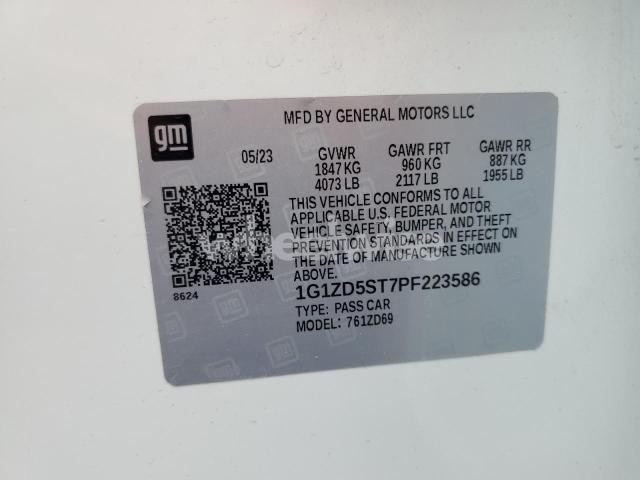 gm
MFD BY GENERAL MOTORS LLC
05/23 GVWR GAWR FRT GAWR RR
1847 KG 960 KG 887 KG
4073 LB 2117 LB 1955 LB
THIS VEHICLE CONFORMS TO ALL
APPLICABLE U.S. FEDERAL MOTOR
VEHICLE SAFETY, BUMPER, AND THEFT
PREVENTION STANDARDS IN EFFECT ON
THE DATE OF MANUFACTURE SHOWN
ABOVE.
8624
1G1ZD5ST7PF223586
TYPE: PASS CAR
MODEL: 761ZD69